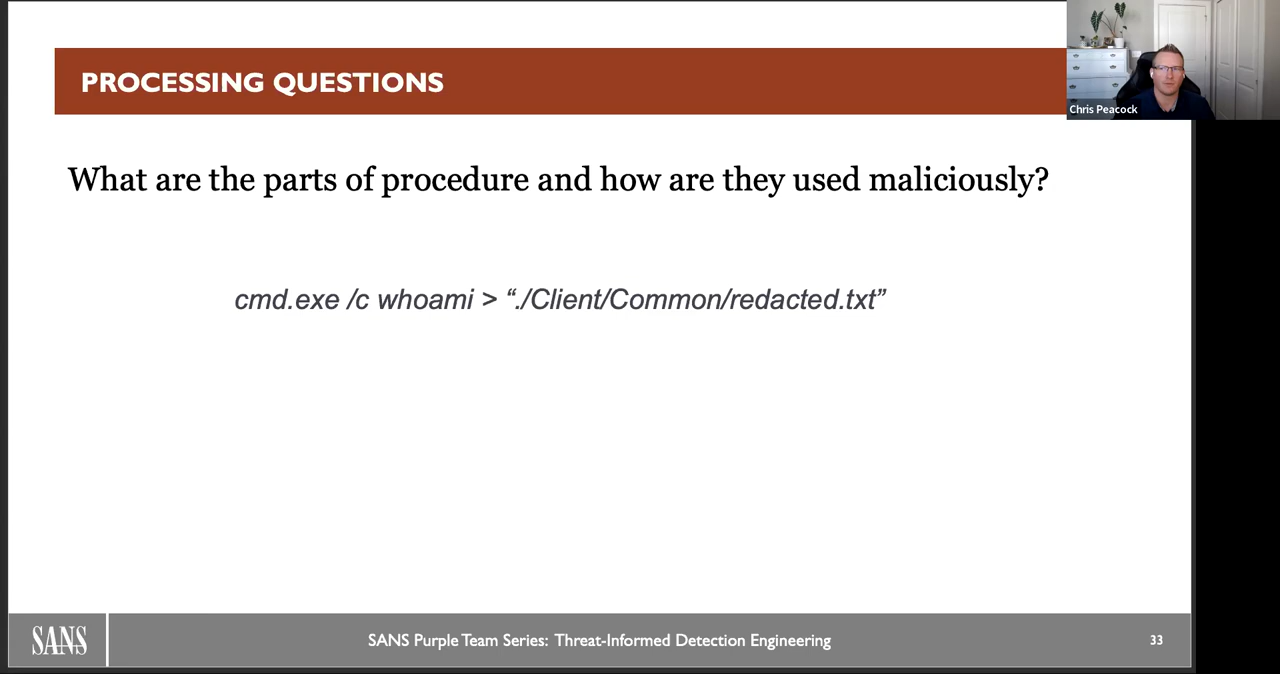 PROCESSING QUESTIONS
Chris Peacock
What are the parts of procedure and how are they used maliciously?
cmd.exe /c whoami > “./Client/Common/redacted.txt”
SANS
SANS Purple Team Series: Threat-Informed Detection Engineering
33